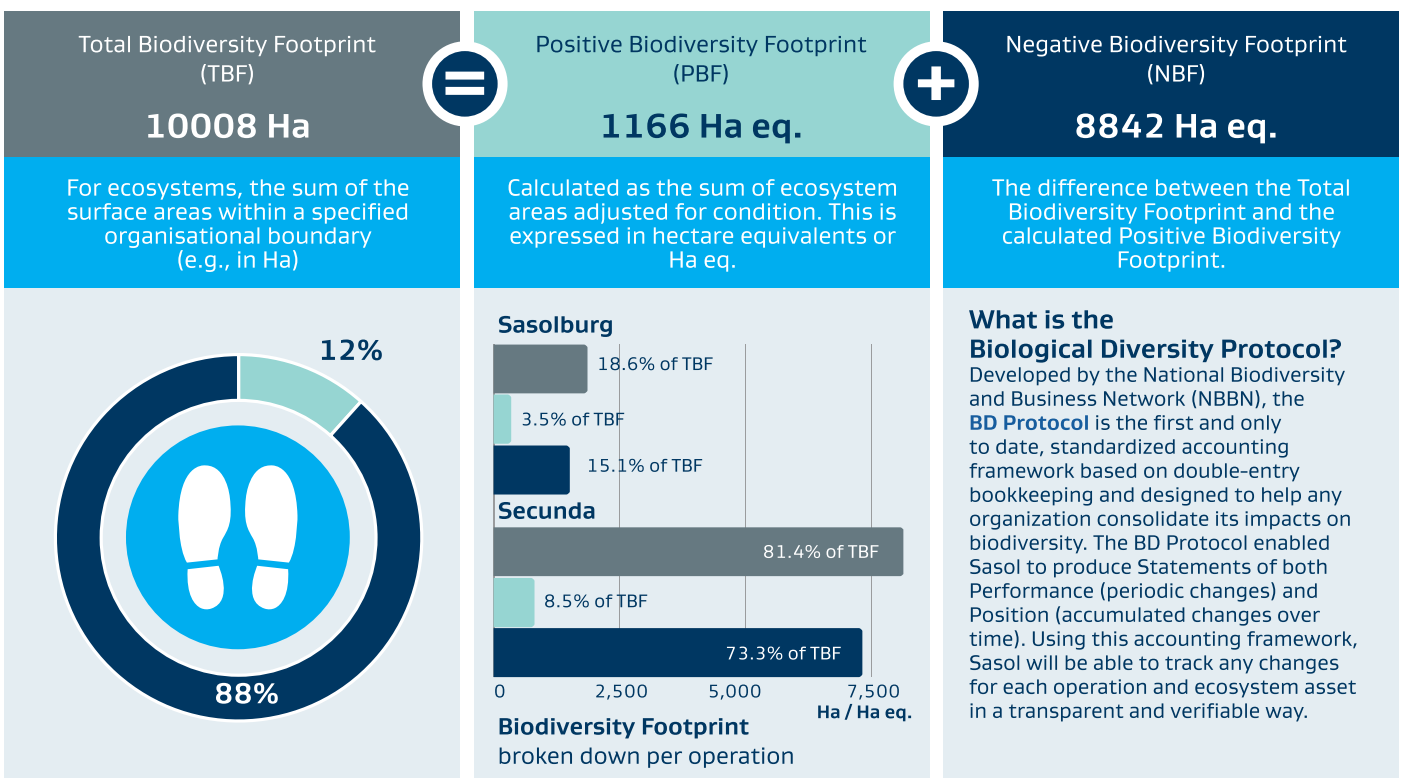 Total Biodiversity Footprint
(TBF)
10008 Ha
=
Positive Biodiversity Footprint
(PBF)
1166 Ha eq.
+
Negative Biodiversity Footprint
(NBF)
8842 Ha eq.
For ecosystems, the sum of the
surface areas within a specified
organisational boundary
(e.g., in Ha)
Calculated as the sum of ecosystem
areas adjusted for condition. This is
expressed in hectare equivalents or
Ha eq.
The difference between the Total
Biodiversity Footprint and the
calculated Positive Biodiversity
Footprint.
12%
88%
Sasolburg
18.6% of TBF
3.5% of TBF
15.1% of TBF
Secunda
81.4% of TBF
8.5% of TBF
73.3% of TBF
0 2,500 5,000 7,500
Ha / Ha eq.
Biodiversity Footprint
broken down per operation
What is the
Biological Diversity Protocol?
Developed by the National Biodiversity
and Business Network (NBBN), the
BD Protocol is the first and only
to date, standardized accounting
framework based on double-entry
bookkeeping and designed to help any
organization consolidate its impacts on
biodiversity. The BD Protocol enabled
Sasol to produce Statements of both
Performance (periodic changes) and
Position (accumulated changes over
time). Using this accounting framework,
Sasol will be able to track any changes
for each operation and ecosystem asset
in a transparent and verifiable way.